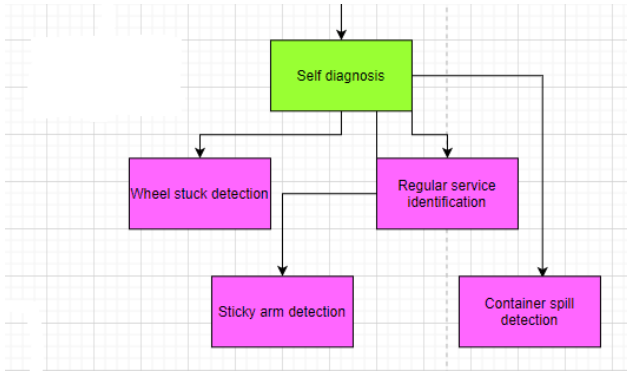 Self diagnosis
Wheel stuck detection
Regular service
identification
Sticky arm detection
Container spill
detection